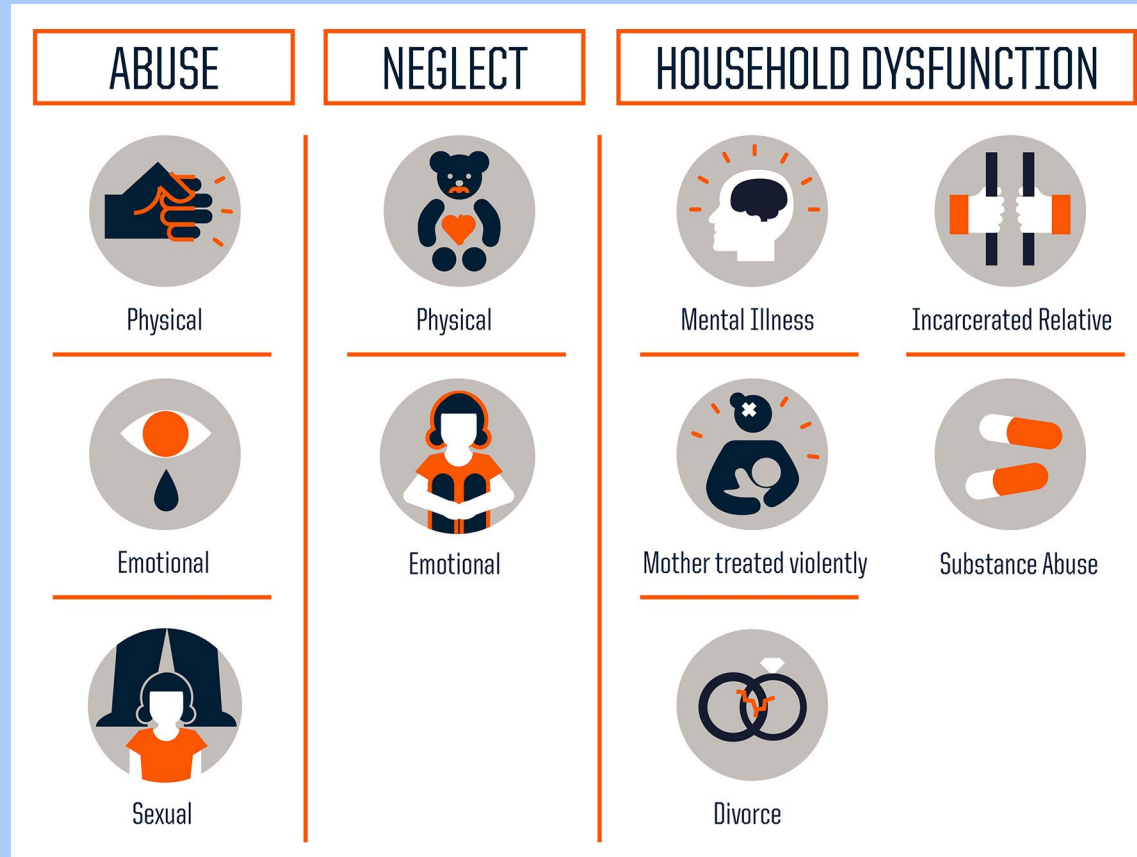 ABUSE
Physical
Emotional
Sexual
NEGLECT
Physical
Emotional
HOUSEHOLD DYSFUNCTION
Mental Illness
Incarcerated Relative
Mother treated violently
Substance Abuse
Divorce